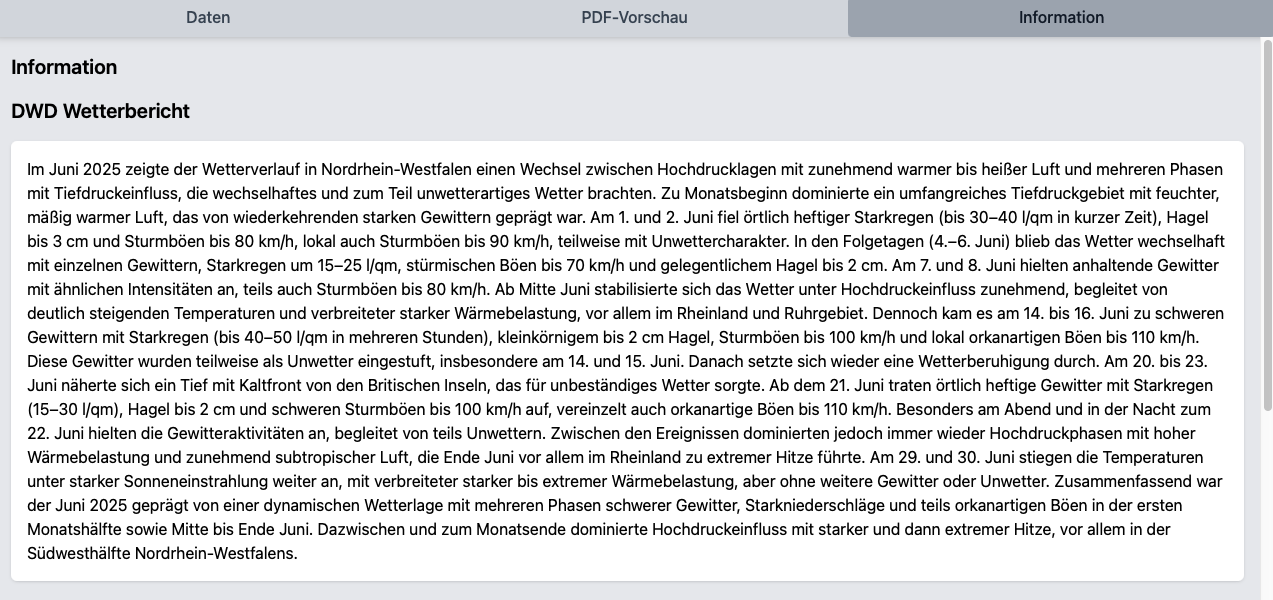 Daten
PDF-Vorschau
Information
Information
DWD Wetterbericht
Im Juni 2025 zeigte der Wetterverlauf in Nordrhein-Westfalen einen Wechsel zwischen Hochdrucklagen mit zunehmend warmer bis heißer Luft und mehreren Phasen
mit Tiefdruckeinfluss, die wechselhaftes und zum Teil unwetterartiges Wetter brachten. Zu Monatsbeginn dominierte ein umfangreiches Tiefdruckgebiet mit feuchter,
mäßig warmer Luft, das von wiederkehrenden starken Gewittern geprägt war. Am 1. und 2. Juni fiel örtlich heftiger Starkregen (bis 30–40 l/qm in kurzer Zeit), Hagel
bis 3 cm und Sturmböen bis 80 km/h, lokal auch Sturmböen bis 90 km/h, teilweise mit Unwettercharakter. In den Folgetagen (4.–6. Juni) blieb das Wetter wechselhaft
mit einzelnen Gewittern, Starkregen um 15–25 l/qm, stürmischen Böen bis 70 km/h und gelegentlichem Hagel bis 2 cm. Am 7. und 8. Juni hielten anhaltende Gewitter
mit ähnlichen Intensitäten an, teils auch Sturmböen bis 80 km/h. Ab Mitte Juni stabilisierte sich das Wetter unter Hochdruckeinfluss zunehmend, begleitet von
deutlich steigenden Temperaturen und verbreiteter starker Wärmebelastung, vor allem im Rheinland und Ruhrgebiet. Dennoch kam es am 14. bis 16. Juni zu schweren
Gewittern mit Starkregen (bis 40–50 l/qm in mehreren Stunden), kleinkörnigem bis 2 cm Hagel, Sturmböen bis 100 km/h und lokal orkanartigen Böen bis 110 km/h.
Diese Gewitter wurden teilweise als Unwetter eingestuft, insbesondere am 14. und 15. Juni. Danach setzte sich wieder eine Wetterberuhigung durch. Am 20. bis 23.
Juni näherte sich ein Tief mit Kaltfront von den Britischen Inseln, das für unbeständiges Wetter sorgte. Ab dem 21. Juni traten örtlich heftige Gewitter mit Starkregen
(15–30 l/qm), Hagel bis 2 cm und schweren Sturmböen bis 100 km/h auf, vereinzelt auch orkanartige Böen bis 110 km/h. Besonders am Abend und in der Nacht zum
22. Juni hielten die Gewitteraktivitäten an, begleitet von teils Unwettern. Zwischen den Ereignissen dominierten jedoch immer wieder Hochdruckphasen mit hoher
Wärmebelastung und zunehmend subtropischer Luft, die Ende Juni vor allem im Rheinland zu extremer Hitze führte. Am 29. und 30. Juni stiegen die Temperaturen
unter starker Sonneneinstrahlung weiter an, mit verbreiteter starker bis extremer Wärmebelastung, aber ohne weitere Gewitter oder Unwetter. Zusammenfassend war
der Juni 2025 geprägt von einer dynamischen Wetterlage mit mehreren Phasen schwerer Gewitter, Starkniederschläge und teils orkanartigen Böen in der ersten
Monatshälfte sowie Mitte bis Ende Juni. Dazwischen und zum Monatsende dominierte Hochdruckeinfluss mit starker und dann extremer Hitze, vor allem in der
Südwesthälfte Nordrhein-Westfalens.